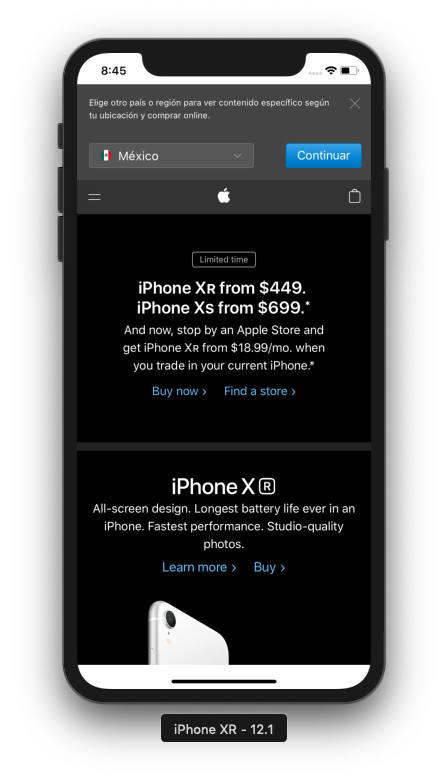 8:45
Elige otro país o región para ver contenido específico según
tu ubicación y comprar online.
México
Continuar
Limited time
iPhone XR from $449.
iPhone XS from $699.*
And now, stop by an Apple Store and
get iPhone XR from $18.99/mo. when
you trade in your current iPhone.*
Buy now >
Find a store >
iPhone XR
All-screen design. Longest battery life ever in an
iPhone. Fastest performance. Studio-quality
photos.
Learn more >
Buy >
iPhone XR - 12.1